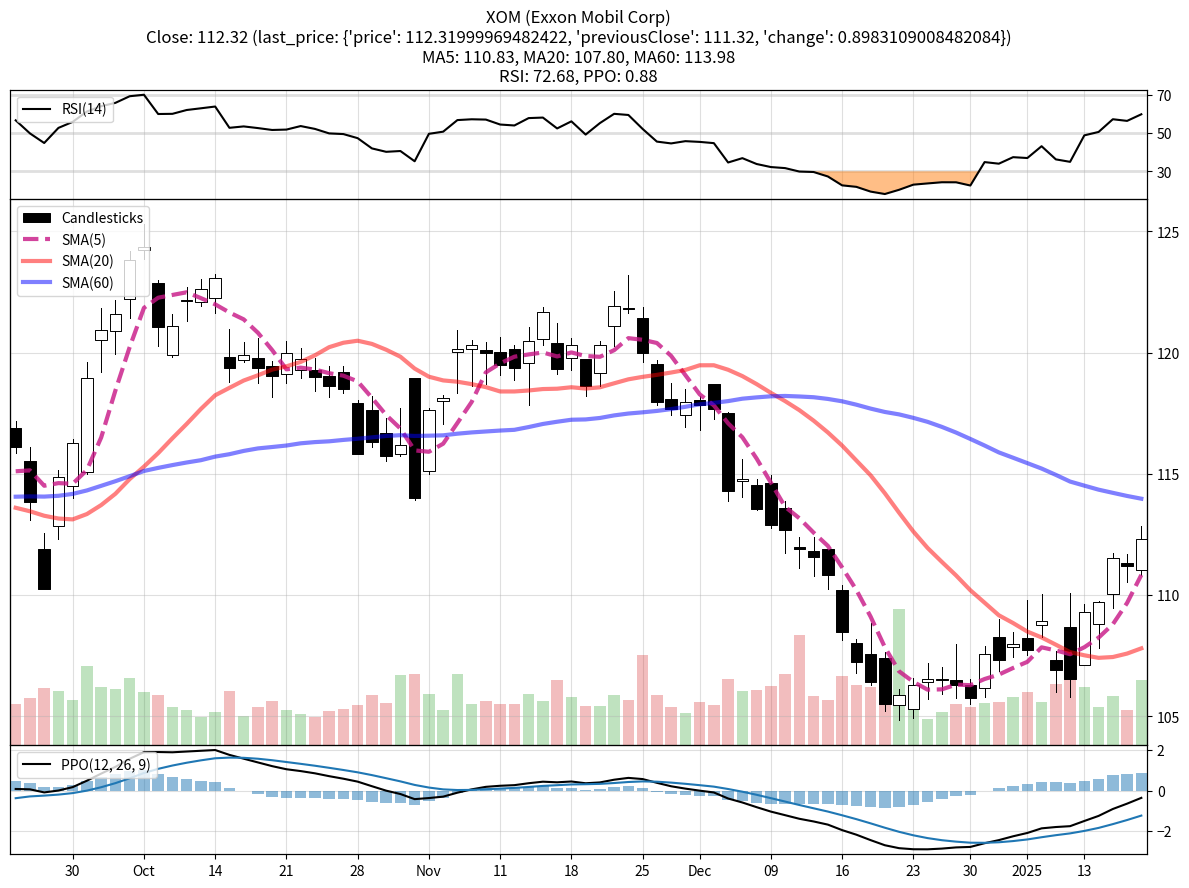 XOM (Exxon Mobil Corp)
Close: 112.32 (last_price: {'price': 112.31999969482422, 'previousClose': 111.32, 'change': 0.8983109008482084})
MA5: 110.83, MA20: 107.80, MA60: 113.98
RSI: 72.68, PPO: 0.88
RSI(14)
70
50
30
Candlesticks
SMA(5)
SMA(20)
SMA(60)
125
120
115
110
105
PPO(12, 26, 9)
2
0
−2
30 Oct 14 21 28 Nov 11 18 25 Dec 09 16 23 30 2025 13